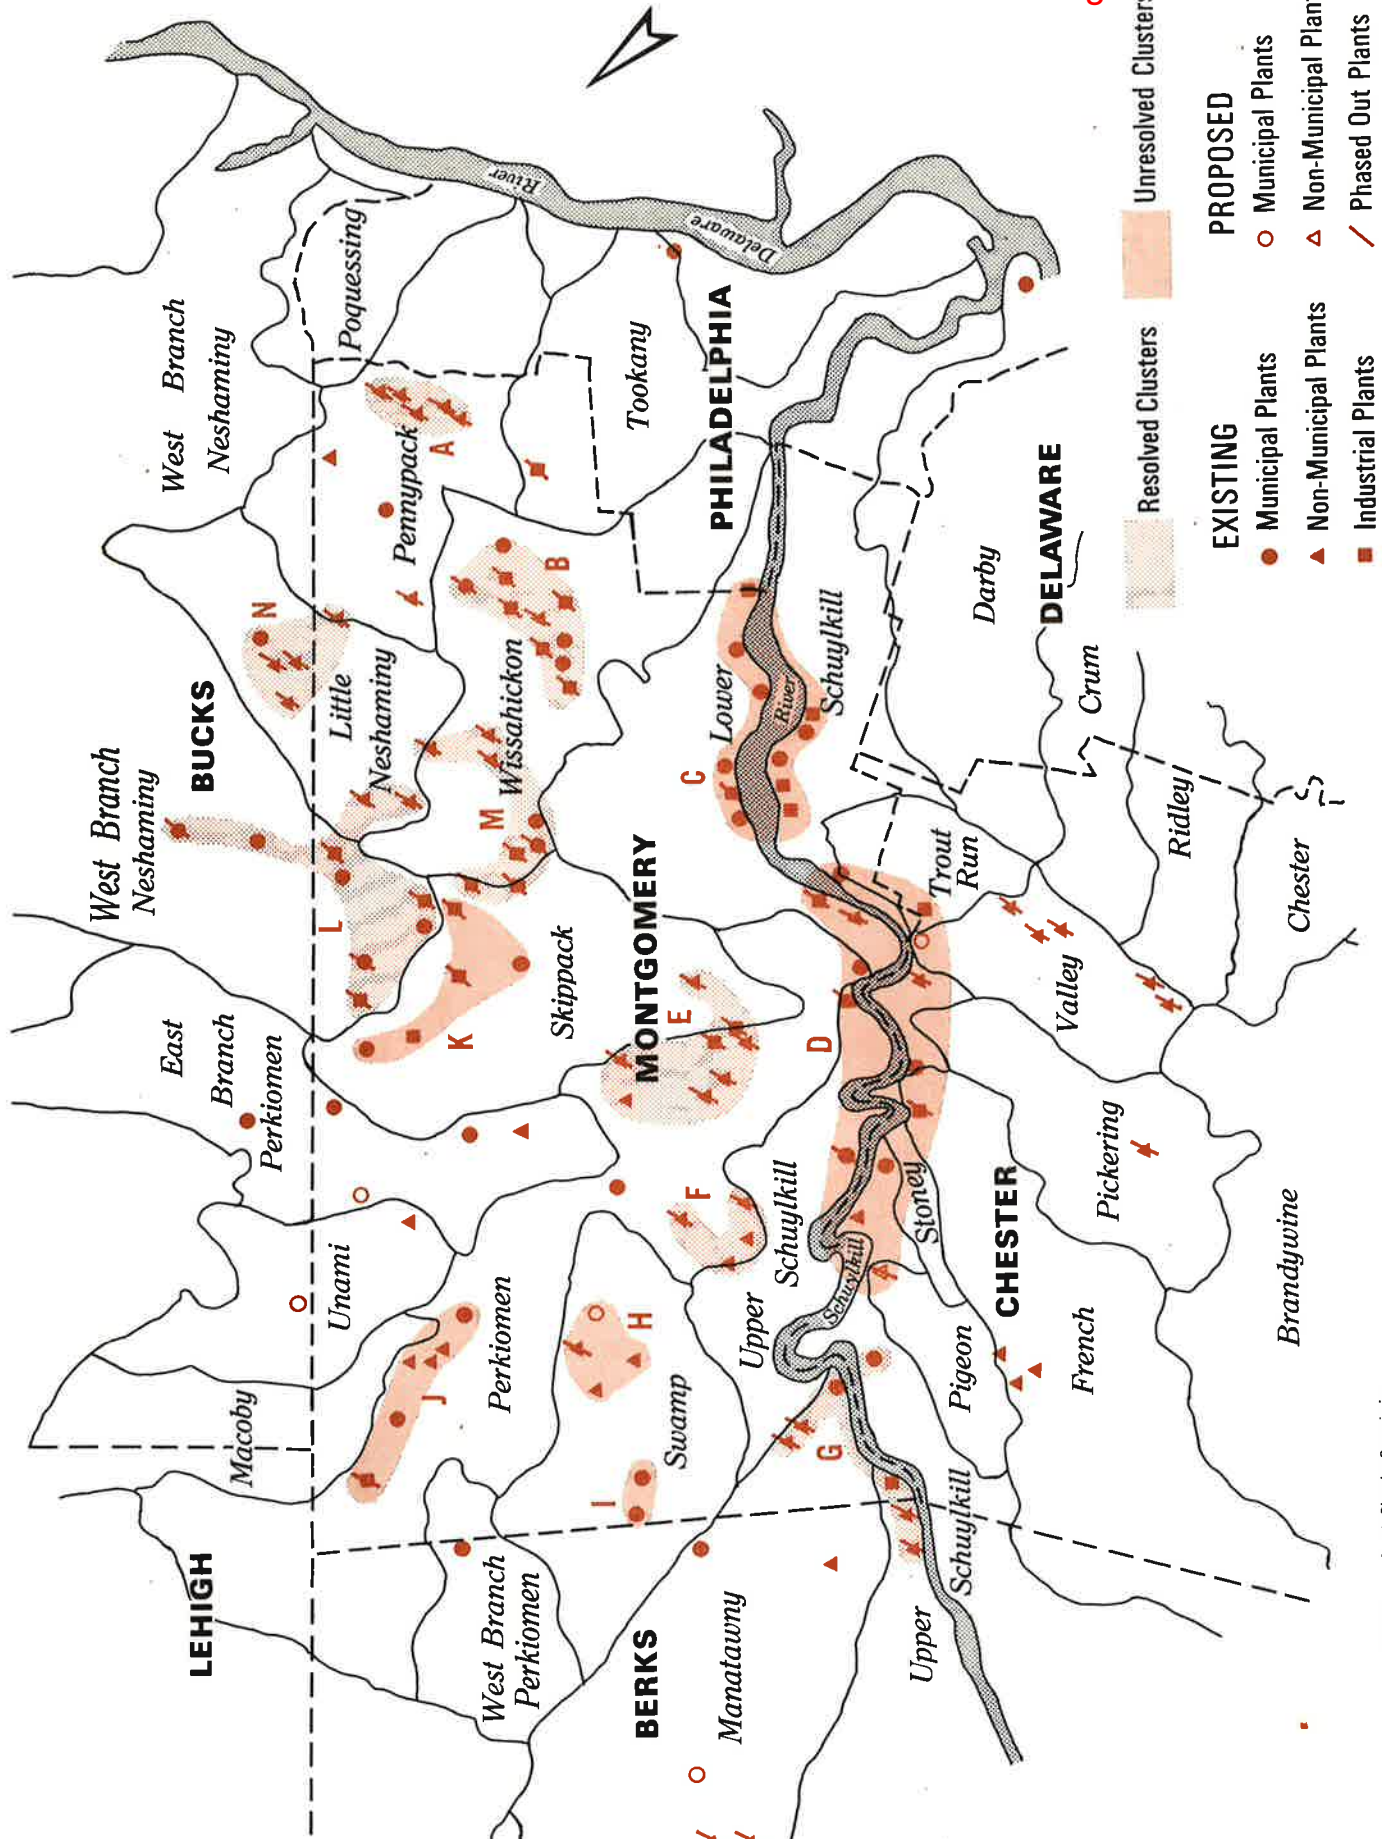 LEHIGH
Macoby
Unami
East
Branch
Perkiomen
West Branch
Neshaminy
BUCKS
N
West Branch
Neshaminy
Poquessing
Little
Neshaminy
Pennypack
A
L
J
Perkiomen
West Branch
Perkiomen
K
Skippack
M
Wissahickon
B
Tookany
River
Delaware
I
H
Swamp
BERKS
Manatawny
F
E
MONTGOMERY
C
Lower
PHILADELPHIA
Upper
Schuylkill
D
River
Schuylkill
G
Schuylkill
Upper
Schuylkill
Pigeon
Stoney
CHESTER
French
Pickering
Valley
Trout
Run
Darby
DELAWARE
Crum
Ridley
Chester
Brandywine
Resolved Clusters
Unresolved Clusters
EXISTING
Municipal Plants
Non-Municipal Plants
Industrial Plants
PROPOSED
Municipal Plants
Non-Municipal Plan
Phased Out Plants